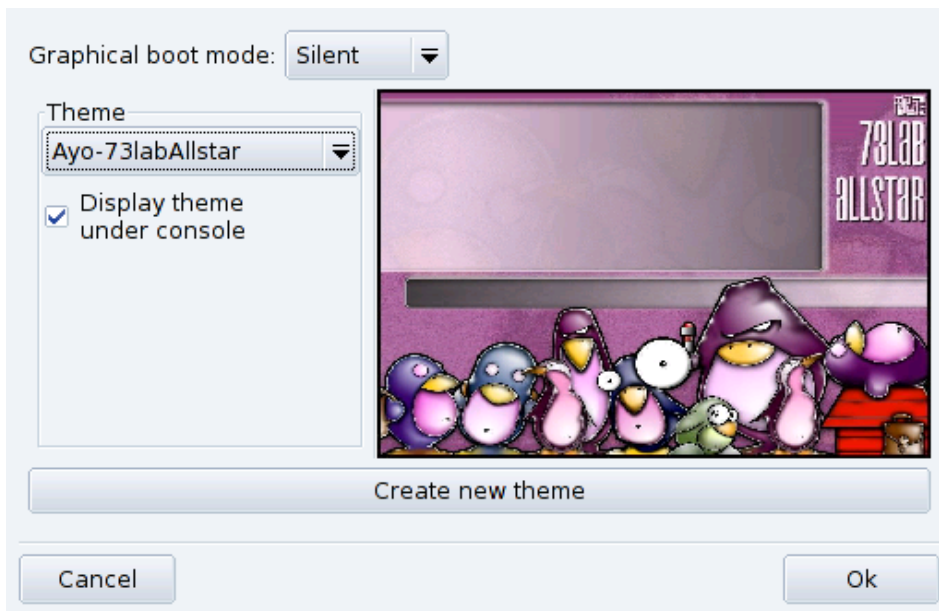 Graphical boot mode: Silent
Theme
Ayo-73labAllstar
Display theme
under console
73LAB
ALLSTAR
Create new theme
Cancel
Ok